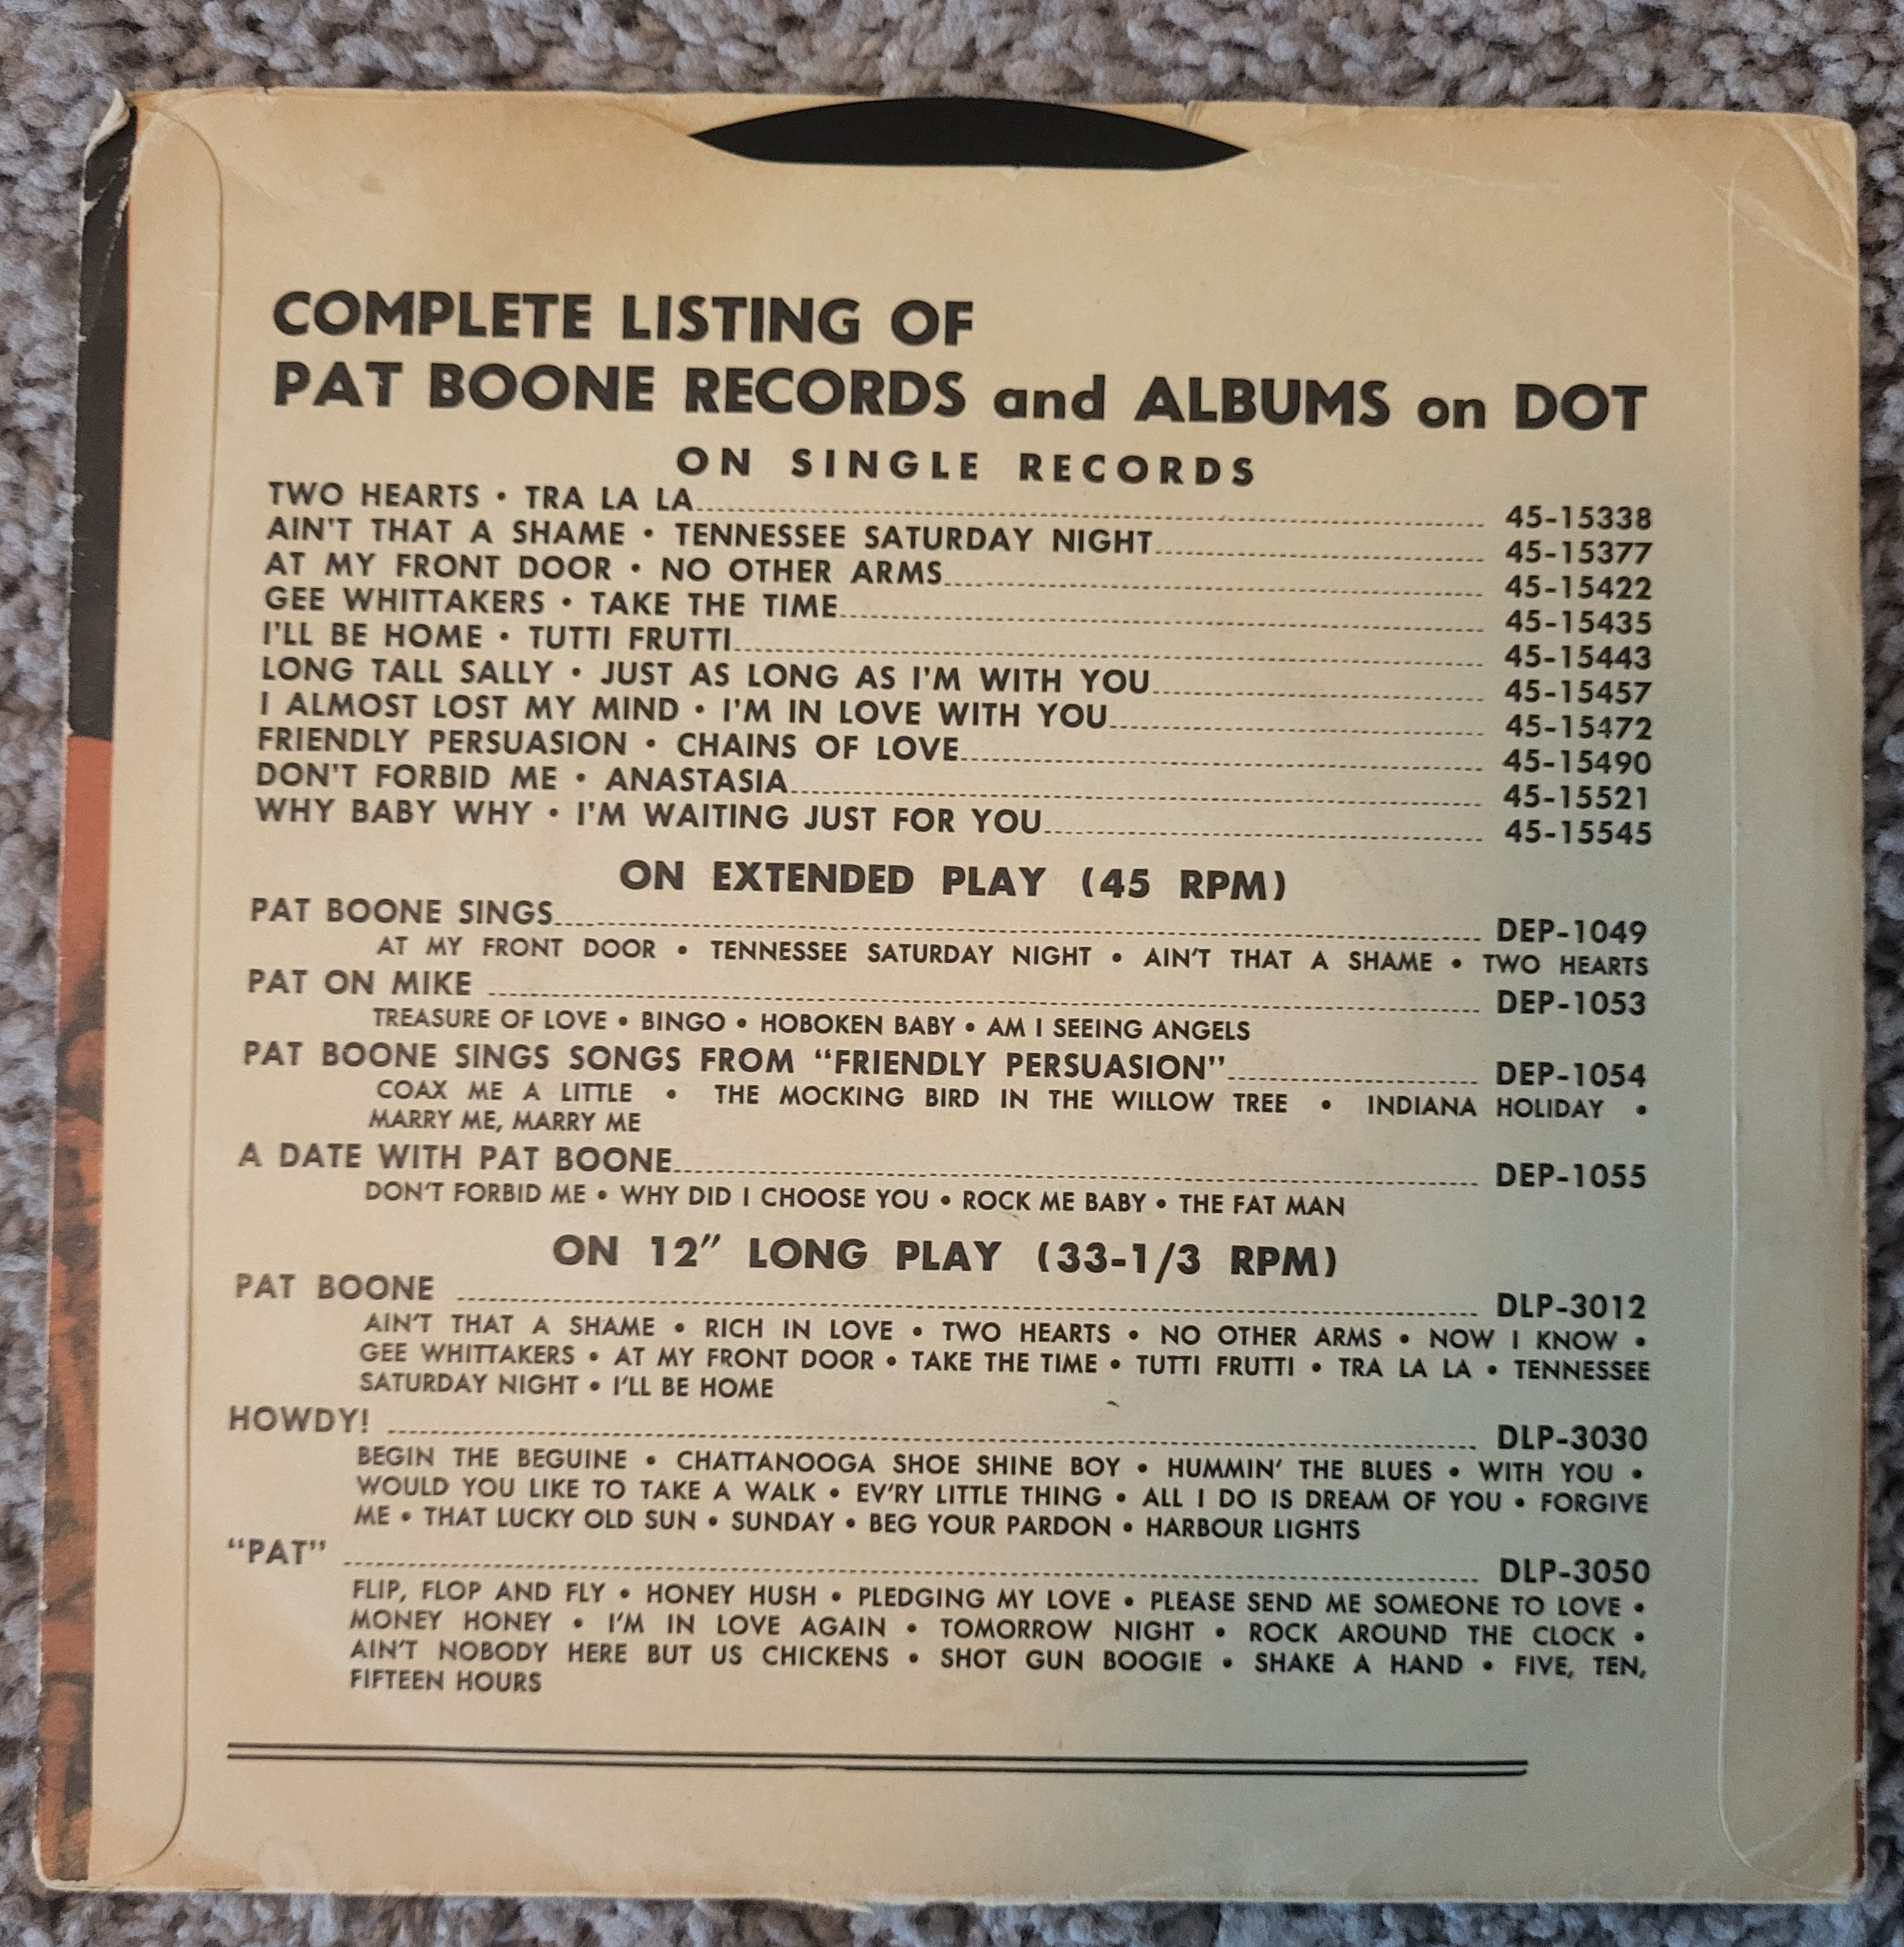 COMPLETE LISTING OF
PAT BOONE RECORDS and ALBUMS on DOT
ON SINGLE RECORDS
TWO HEARTS • TRA LA LA 45-15338
AIN'T THAT A SHAME • TENNESSEE SATURDAY NIGHT 45-15377
AT MY FRONT DOOR • NO OTHER ARMS 45-15422
GEE WHITTAKERS • TAKE THE TIME 45-15435
I'LL BE HOME • TUTTI FRUTTI 45-15443
LONG TALL SALLY • JUST AS LONG AS I'M WITH YOU 45-15457
I ALMOST LOST MY MIND • I'M IN LOVE WITH YOU 45-15472
FRIENDLY PERSUASION • CHAINS OF LOVE 45-15490
DON'T FORBID ME • ANASTASIA 45-15521
WHY BABY WHY • I'M WAITING JUST FOR YOU 45-15545
ON EXTENDED PLAY (45 RPM)
PAT BOONE SINGS DEP-1049
AT MY FRONT DOOR • TENNESSEE SATURDAY NIGHT • AIN'T THAT A SHAME • TWO HEARTS
PAT ON MIKE DEP-1053
TREASURE OF LOVE • BINGO • HOBOKEN BABY • AM I SEEING ANGELS
PAT BOONE SINGS SONGS FROM "FRIENDLY PERSUASION" DEP-1054
COAX ME A LITTLE • THE MOCKING BIRD IN THE WILLOW TREE • INDIANA HOLIDAY •
MARRY ME, MARRY ME
A DATE WITH PAT BOONE DEP-1055
DON'T FORBID ME • WHY DID I CHOOSE YOU • ROCK ME BABY • THE FAT MAN
ON 12" LONG PLAY (33-1/3 RPM)
PAT BOONE DLP-3012
AIN'T THAT A SHAME • RICH IN LOVE • TWO HEARTS • NO OTHER ARMS • NOW I KNOW •
GEE WHITTAKERS • AT MY FRONT DOOR • TAKE THE TIME • TUTTI FRUTTI • TRA LA LA • TENNESSEE
SATURDAY NIGHT • I'LL BE HOME
HOWDY! DLP-3030
BEGIN THE BEGUINE • CHATTANOOGA SHOE SHINE BOY • HUMMIN' THE BLUES • WITH YOU •
WOULD YOU LIKE TO TAKE A WALK • EV'RY LITTLE THING • ALL I DO IS DREAM OF YOU • FORGIVE
ME • THAT LUCKY OLD SUN • SUNDAY • BEG YOUR PARDON • HARBOUR LIGHTS
"PAT" DLP-3050
FLIP, FLOP AND FLY • HONEY HUSH • PLEDGING MY LOVE • PLEASE SEND ME SOMEONE TO LOVE •
MONEY HONEY • I'M IN LOVE AGAIN • TOMORROW NIGHT • ROCK AROUND THE CLOCK •
AIN'T NOBODY HERE BUT US CHICKENS • SHOT GUN BOOGIE • SHAKE A HAND • FIVE, TEN,
FIFTEEN HOURS